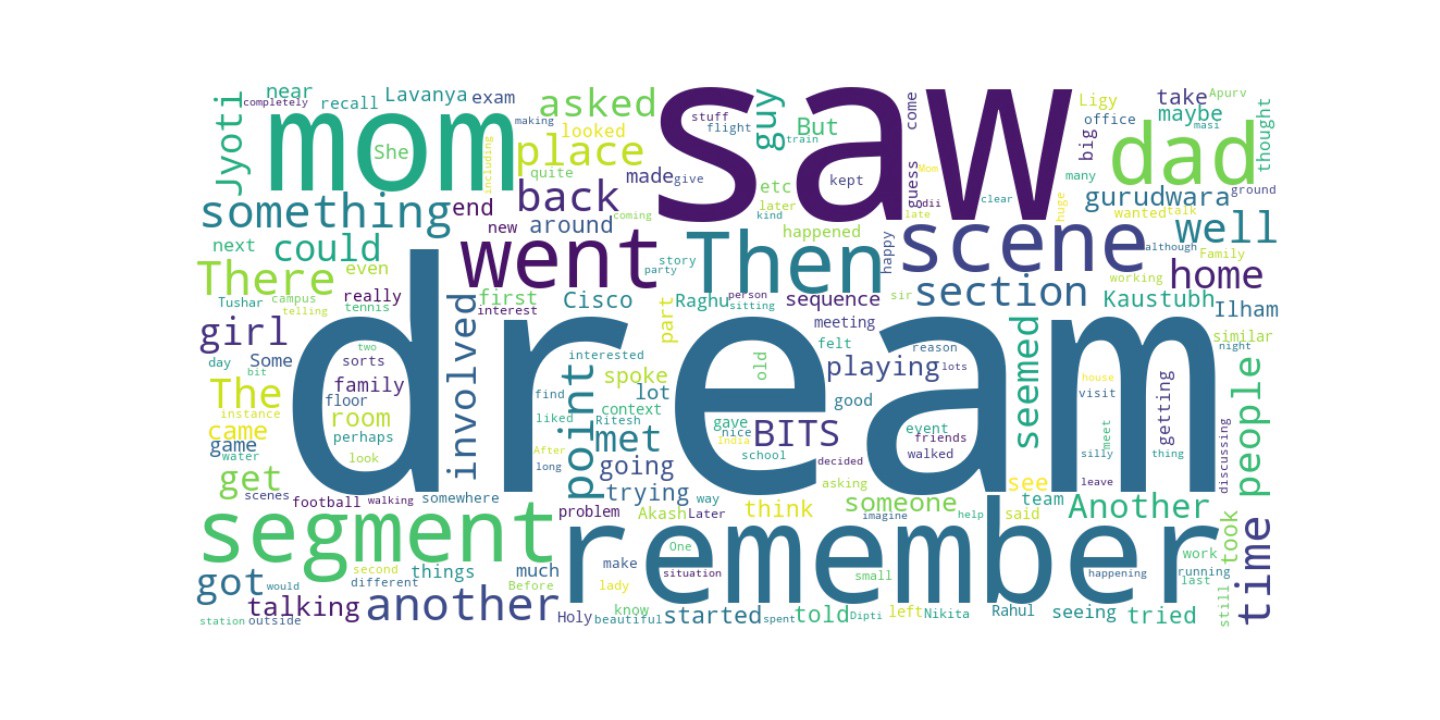 dream
saw
remember
mom
dad
scene
segment
Then
went
something
back
place
asked
guy
But
Jyoti
near
completely
recall
Lavanya
exam
making
looked
including
She
quite
made
give
stuff
flight
train
kept
come
guess
Mom
late
clear
huge
Ligy
office
big
many
take
Apurv
maybe
masi
thought
ground
gurudwara
wanted
talk
well
although
Family
working
home
end
new
around
coming
etc
later
kind
happened
happy
next
could
There
even
story
party
Tushar
campus
telling
really
tennis
first
interest
Cisco
Raghu
person
sitting
sequence
sir
section
Kaustubh
Ilham
girl
involved
part
meeting
similar
night
day
Some
bit
two
sorts
interested
felt
reason
old
playing
lots
seemed
house
visit
getting
people
The
instance
family
floor
room
perhaps
find
liked
point
spoke
lot
context
Ritesh
good
came
game
water
look
After
long
met
gave
nice
India
BITS
school
event
friends
walked
silly
meet
thing
discussing
get
going
decided
leave
scenes
football
walking
somewhere
trying
way
asking
someone
imagine
help
see
team
said
Another
problem
Akash
Later
think
time
took
still
got
would
second
different
things
much
Before
make
One
situation
lady
small
happening
work
running
last
talking
another
station
outside
Holy
know
beautiful
started
spent
told
Dipti
left
Nikita
Rahul
seeing
tried